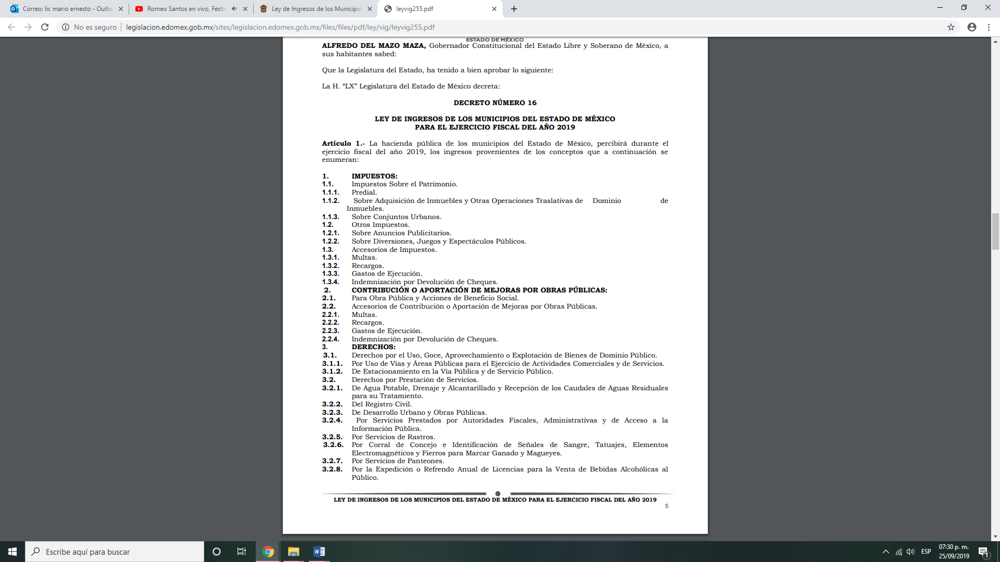 Correo: lic mario ernesto - Outlo
Romeo Santos en vivo, Festiv
Ley de Ingresos de los Municipio
leyvig255.pdf
No es seguro
legislacion.edomex.gob.mx/sites/legislacion.edomex.gob.mx/files/files/pdf/ley/vig/leyvig255.pdf
ESTADO DE MÉXICO
ALFREDO DEL MAZO MAZA, Gobernador Constitucional del Estado Libre y Soberano de México, a
sus habitantes sabed:
Que la Legislatura del Estado, ha tenido a bien aprobar lo siguiente:
La H. “LX” Legislatura del Estado de México decreta:
DECRETO NÚMERO 16
LEY DE INGRESOS DE LOS MUNICIPIOS DEL ESTADO DE MÉXICO
PARA EL EJERCICIO FISCAL DEL AÑO 2019
Artículo 1.- La hacienda pública de los municipios del Estado de México, percibirá durante el
ejercicio fiscal del año 2019, los ingresos provenientes de los conceptos que a continuación se
enumeran:
1. IMPUESTOS:
1.1. Impuestos Sobre el Patrimonio.
1.1.1. Predial.
1.1.2. Sobre Adquisición de Inmuebles y Otras Operaciones Traslativas de Dominio de
Inmuebles.
1.1.3. Sobre Conjuntos Urbanos.
1.2. Otros Impuestos.
1.2.1. Sobre Anuncios Publicitarios.
1.2.2. Sobre Diversiones, Juegos y Espectáculos Públicos.
1.3. Accesorios de Impuestos.
1.3.1. Multas.
1.3.2. Recargos.
1.3.3. Gastos de Ejecución.
1.3.4. Indemnización por Devolución de Cheques.
2. CONTRIBUCIÓN O APORTACIÓN DE MEJORAS POR OBRAS PÚBLICAS:
2.1. Para Obra Pública y Acciones de Beneficio Social.
2.2. Accesorios de Contribución o Aportación de Mejoras por Obras Públicas.
2.2.1. Multas.
2.2.2. Recargos.
2.2.3. Gastos de Ejecución.
2.2.4. Indemnización por Devolución de Cheques.
3. DERECHOS:
3.1. Derechos por el Uso, Goce, Aprovechamiento o Explotación de Bienes de Dominio Público.
3.1.1. Por Uso de Vías y Áreas Públicas para el Ejercicio de Actividades Comerciales y de Servicios.
3.1.2. De Estacionamiento en la Vía Pública y de Servicio Público.
3.2. Derechos por Prestación de Servicios.
3.2.1. De Agua Potable, Drenaje y Alcantarillado y Recepción de los Caudales de Aguas Residuales
para su Tratamiento.
3.2.2. Del Registro Civil.
3.2.3. De Desarrollo Urbano y Obras Públicas.
3.2.4. Por Servicios Prestados por Autoridades Fiscales, Administrativas y de Acceso a la
Información Pública.
3.2.5. Por Servicios de Rastros.
3.2.6. Por Corral de Concejo e Identificación de Señales de Sangre, Tatuajes, Elementos
Electromagnéticos y Fierros para Marcar Ganado y Magueyes.
3.2.7. Por Servicios de Panteones.
3.2.8. Por la Expedición o Refrendo Anual de Licencias para la Venta de Bebidas Alcohólicas al
Público.
LEY DE INGRESOS DE LOS MUNICIPIOS DEL ESTADO DE MÉXICO PARA EL EJERCICIO FISCAL DEL AÑO 2019
5
Escribe aquí para buscar
ESP
07:30 p. m.
25/09/2019
1